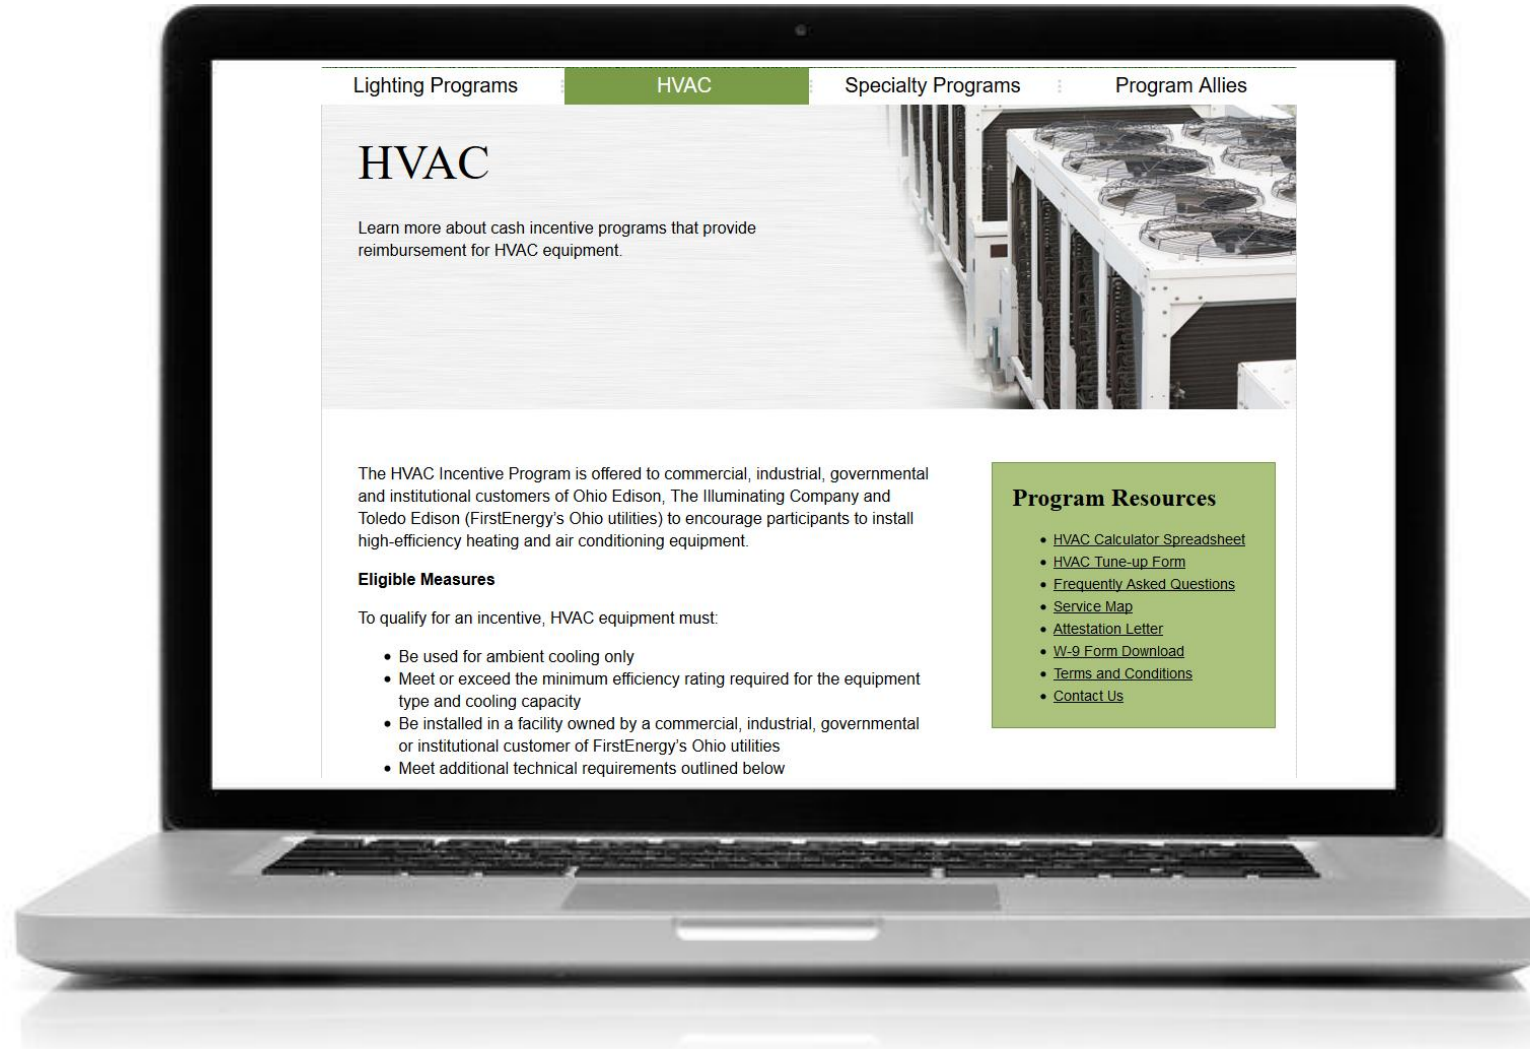 Lighting Programs
HVAC
Specialty Programs
Program Allies
HVAC
Learn more about cash incentive programs that provide
reimbursement for HVAC equipment.
The HVAC Incentive Program is offered to commercial, industrial, governmental
and institutional customers of Ohio Edison, The Illuminating Company and
Toledo Edison (FirstEnergy’s Ohio utilities) to encourage participants to install
high-efficiency heating and air conditioning equipment.
Eligible Measures
To qualify for an incentive, HVAC equipment must:
• Be used for ambient cooling only
• Meet or exceed the minimum efficiency rating required for the equipment
type and cooling capacity
• Be installed in a facility owned by a commercial, industrial, governmental
or institutional customer of FirstEnergy’s Ohio utilities
• Meet additional technical requirements outlined below
Program Resources
• HVAC Calculator Spreadsheet
• HVAC Tune-up Form
• Frequently Asked Questions
• Service Map
• Attestation Letter
• W-9 Form Download
• Terms and Conditions
• Contact Us